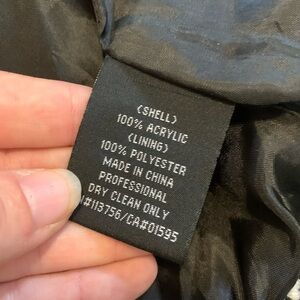 (SHELL)
100% ACRYLIC
(LINING)
100% POLYESTER
MADE IN CHINA
PROFESSIONAL
DRY CLEAN ONLY
#113756/CA#01595